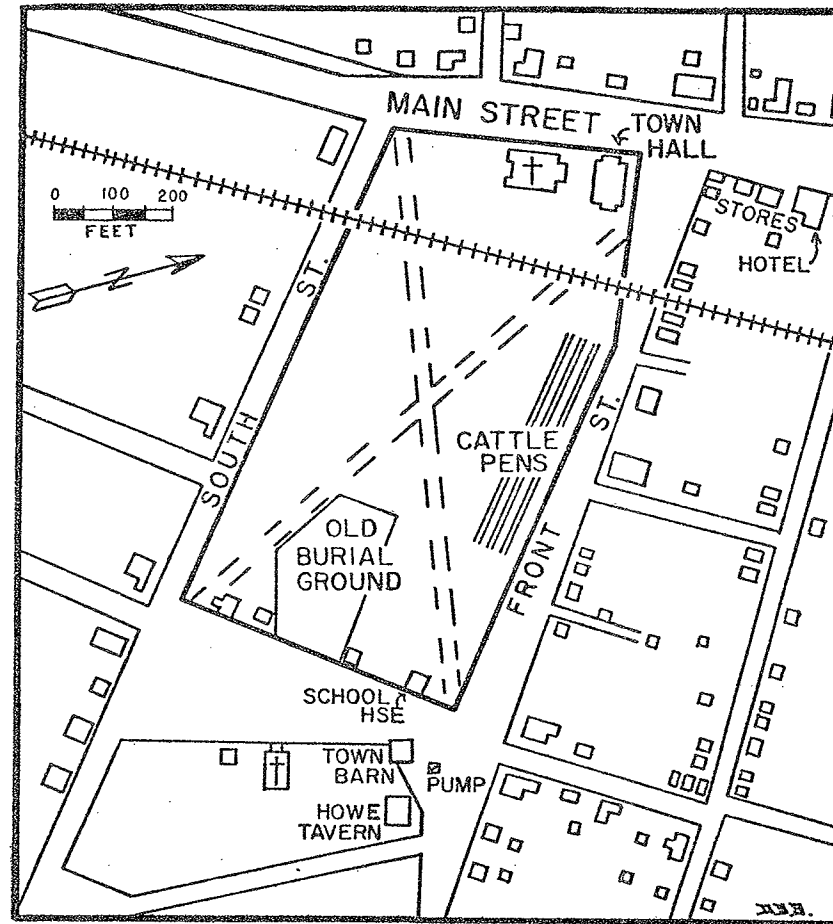 MAIN STREET
TOWN
HALL
0 100 200
FEET
N
STORES
HOTEL
ST.
SOUTH
CATTLE
PENS
ST.
FRONT
OLD
BURIAL
GROUND
SCHOOL
HSE
TOWN
BARN
PUMP
HOWE
TAVERN